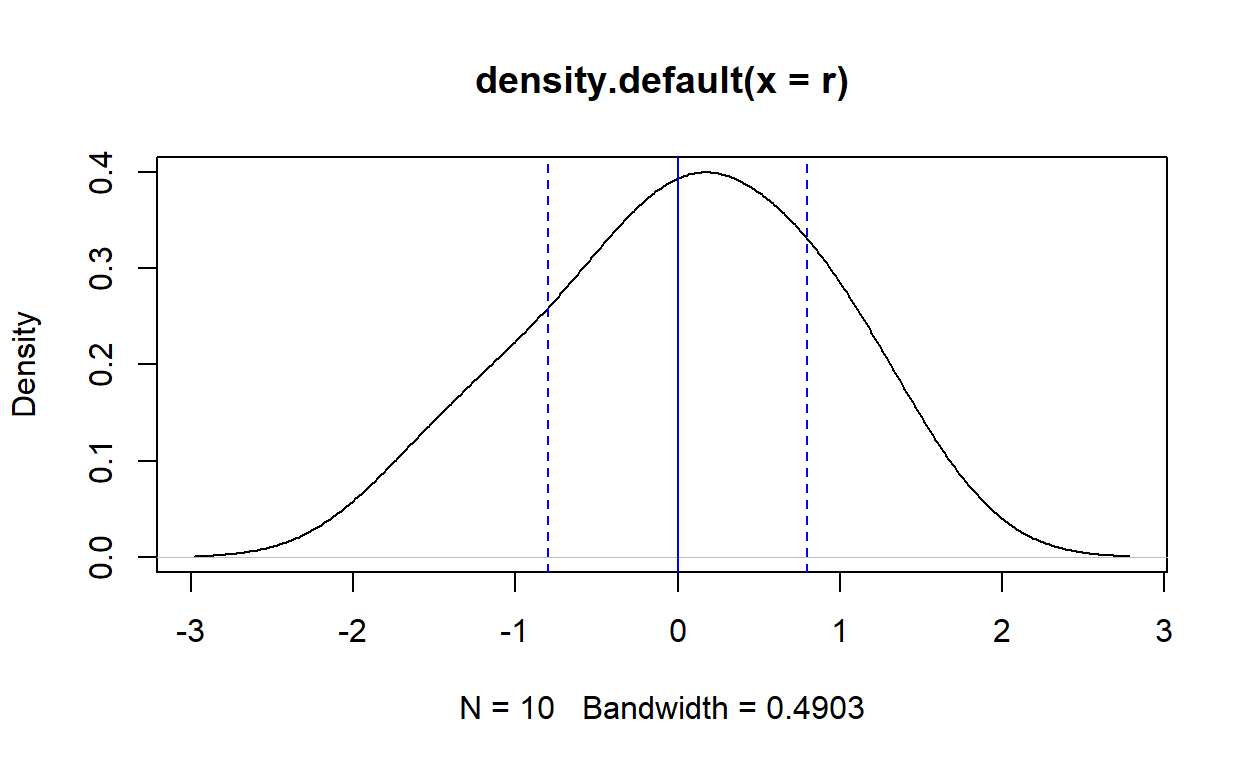 density.default(x = r)
Density
0.4
0.3
0.2
0.1
0.0
-3 -2 -1 0 1 2 3
N = 10 Bandwidth = 0.4903